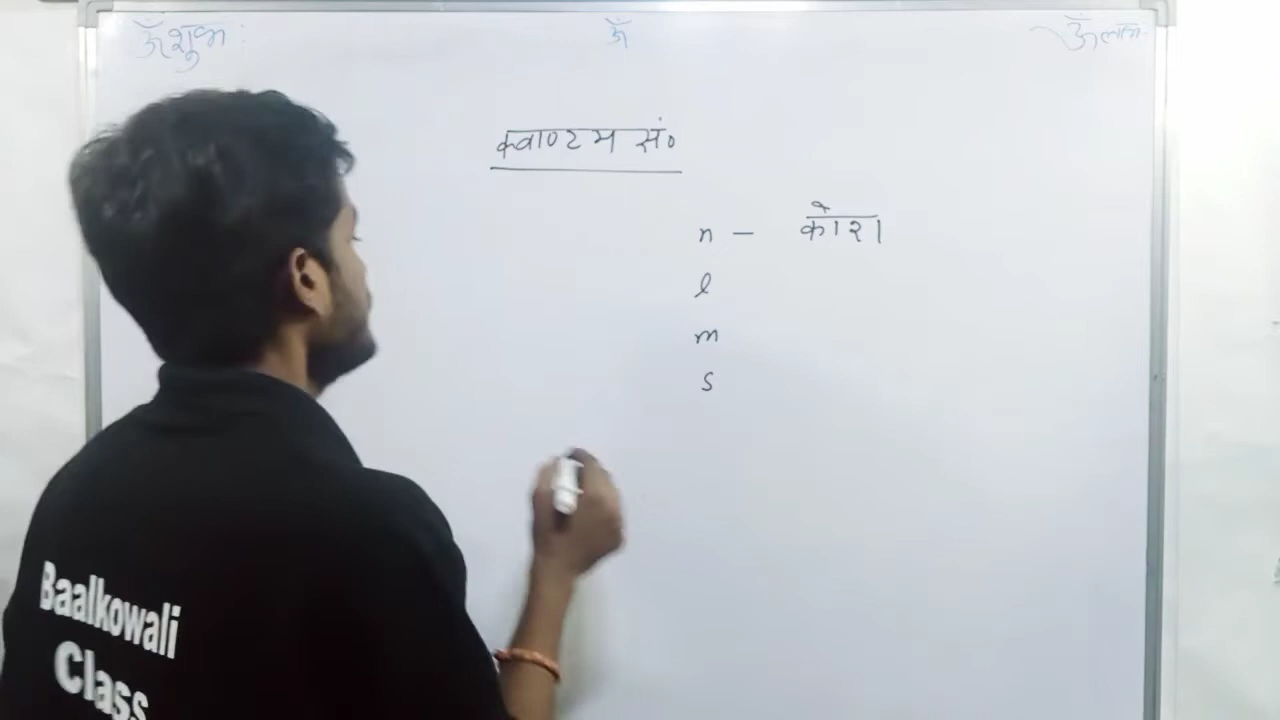 ॐ शुभ ॐ ॐ लाभ
क्वाण्टम सं०
n - कोश
l
m
s
Baalkowali
Class